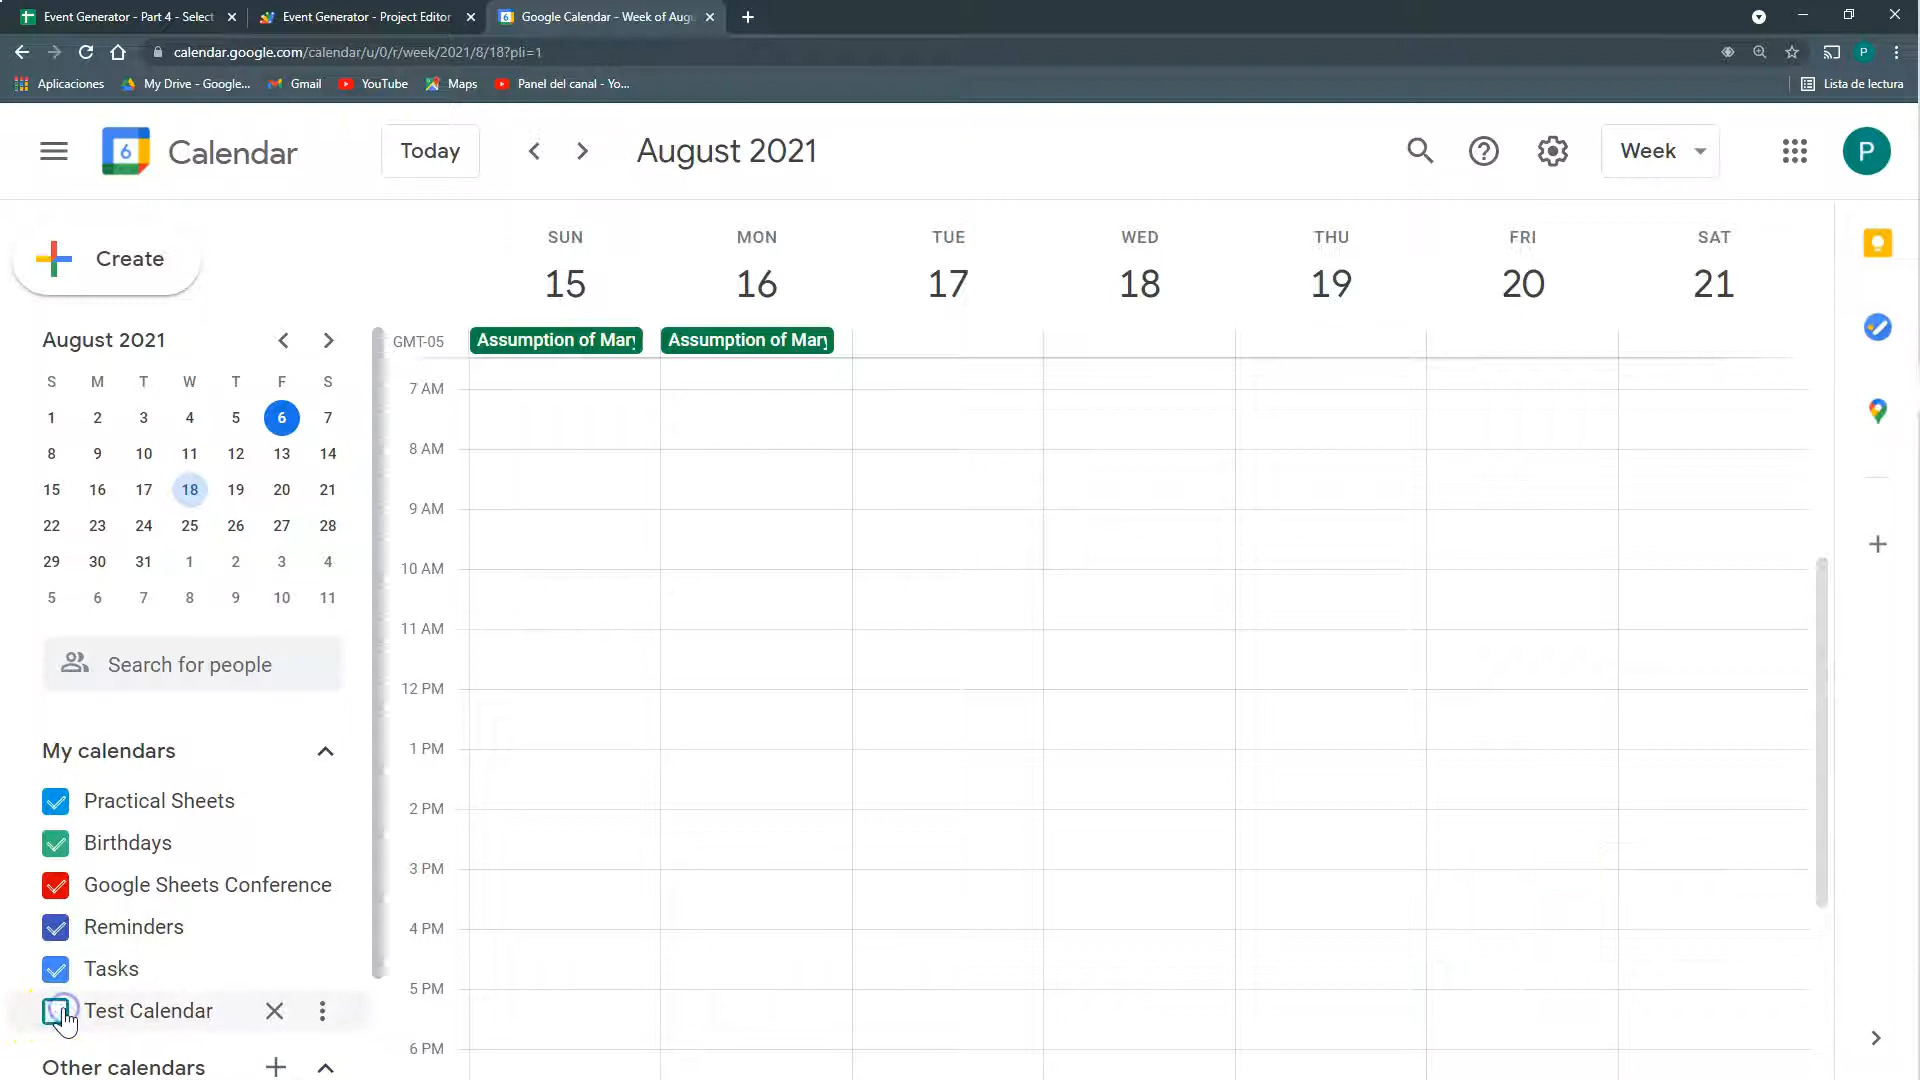 Event Generator - Part 4 - Select
Event Generator - Project Editor
Google Calendar - Week of Aug
calendar.google.com/calendar/u/0/r/week/2021/8/18?pli=1
P
Aplicaciones
My Drive - Google...
Gmail
YouTube
Maps
Panel del canal - Yo...
Lista de lectura
6
Calendar
Today
August 2021
Week
P
Create
SUN MON TUE WED THU FRI SAT
15 16 17 18 19 20 21
August 2021
GMT-05
Assumption of Mary
Assumption of Mary
S M T W T F S
1 2 3 4 5 6 7
8 9 10 11 12 13 14
15 16 17 18 19 20 21
22 23 24 25 26 27 28
29 30 31 1 2 3 4
5 6 7 8 9 10 11
7 AM
8 AM
9 AM
10 AM
11 AM
12 PM
1 PM
2 PM
3 PM
4 PM
5 PM
6 PM
Search for people
My calendars
Practical Sheets
Birthdays
Google Sheets Conference
Reminders
Tasks
Test Calendar
Other calendars